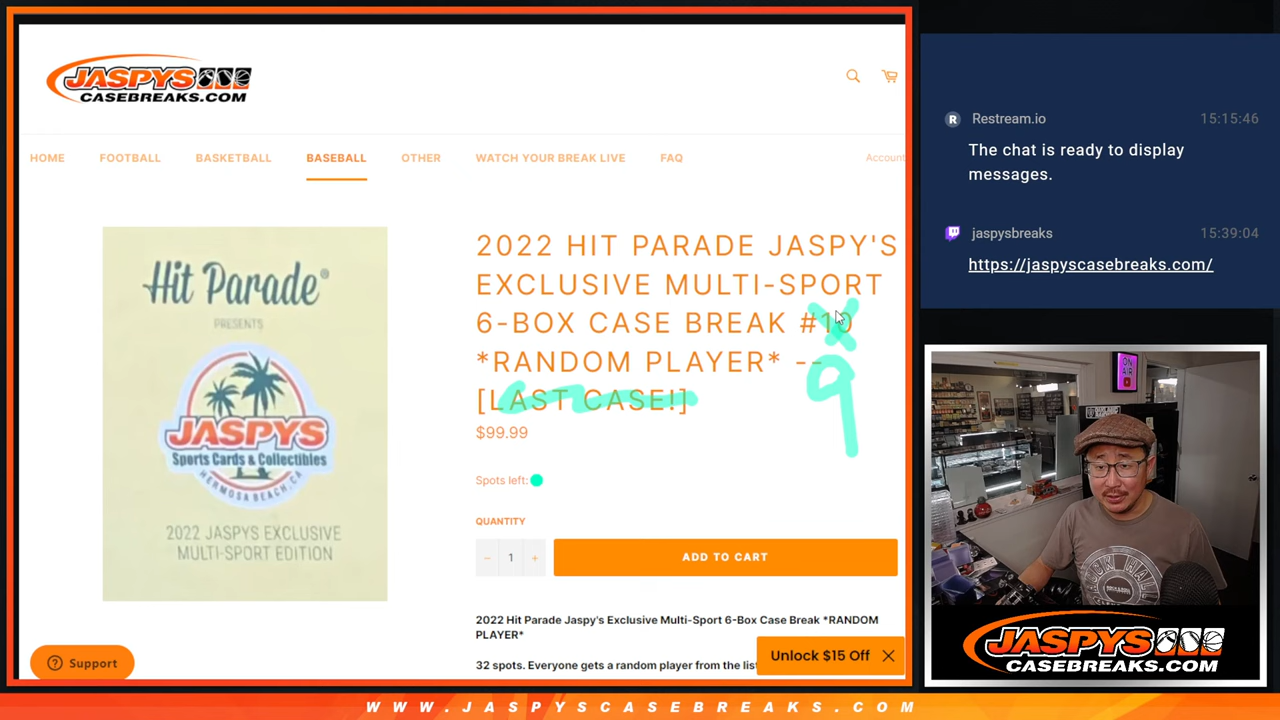 JASPYS
CASEBREAKS.COM
HOME FOOTBALL BASKETBALL BASEBALL OTHER WATCH YOUR BREAK LIVE FAQ Account
Hit Parade®
PRESENTS
JASPYS
Sports Cards & Collectibles
HERMOSA BEACH, CA
2022 JASPYS EXCLUSIVE
MULTI-SPORT EDITION
2022 HIT PARADE JASPY'S
EXCLUSIVE MULTI-SPORT
6-BOX CASE BREAK #10
*RANDOM PLAYER* --
9
[LAST CASE!]
$99.99
Spots left:
QUANTITY
− 1 +
ADD TO CART
2022 Hit Parade Jaspy's Exclusive Multi-Sport 6-Box Case Break *RANDOM
PLAYER*
32 spots. Everyone gets a random player from the list
Support
Unlock $15 Off
R Restream.io 15:15:46
The chat is ready to display
messages.
jaspysbreaks 15:39:04
https://jaspyscasebreaks.com/
ON
AIR
JASPYS
CASEBREAKS.COM
WWW.JASPYSCASEBREAKS.COM